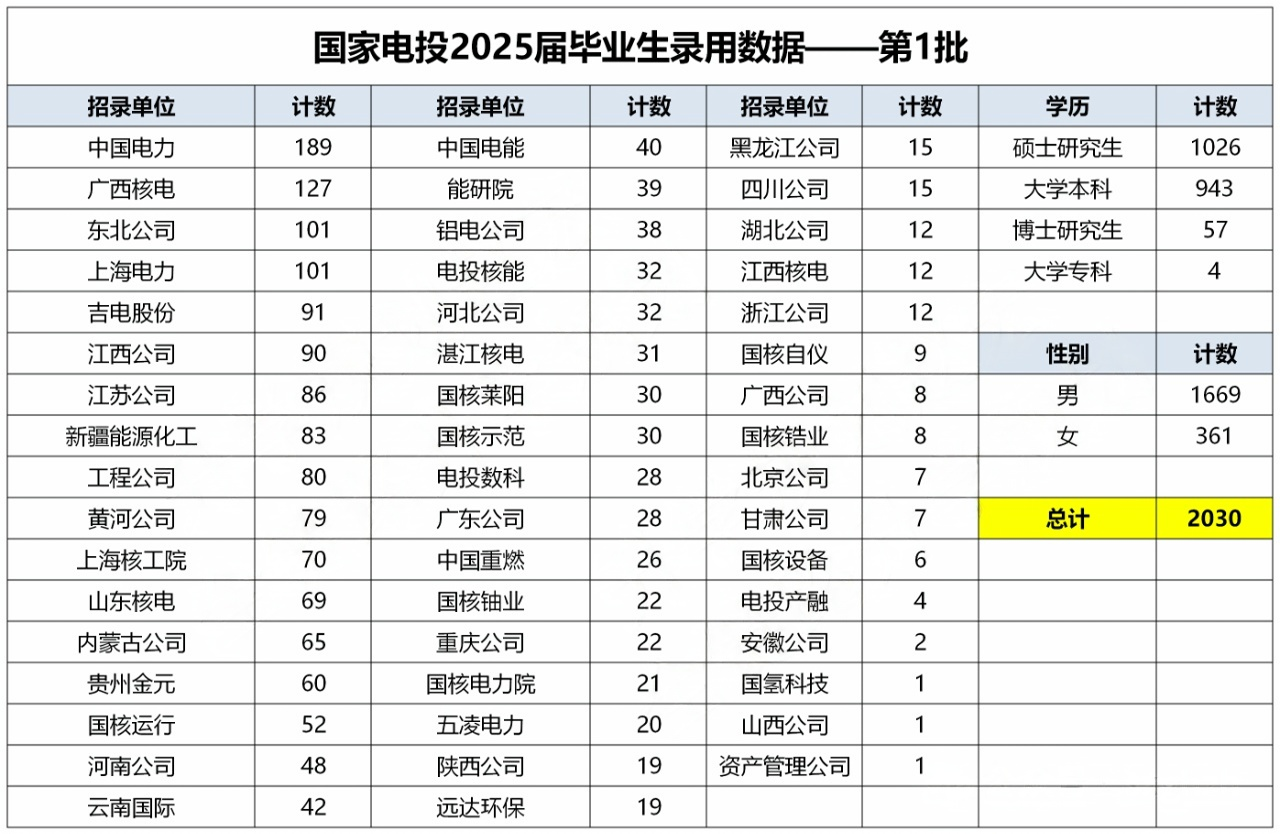 国家电投2025届毕业生录用数据——第1批
招录单位 计数 招录单位 计数 招录单位 计数 学历 计数
中国电力 189 中国电能 40 黑龙江公司 15 硕士研究生 1026
广西核电 127 能研院 39 四川公司 15 大学本科 943
东北公司 101 铝电公司 38 湖北公司 12 博士研究生 57
上海电力 101 电投核能 32 江西核电 12 大学专科 4
吉电股份 91 河北公司 32 浙江公司 12
江西公司 90 湛江核电 31 国核自仪 9 性别 计数
江苏公司 86 国核莱阳 30 广西公司 8 男 1669
新疆能源化工 83 国核示范 30 国核锆业 8 女 361
工程公司 80 电投数科 28 北京公司 7
黄河公司 79 广东公司 28 甘肃公司 7 总计 2030
上海核工院 70 中国重燃 26 国核设备 6
山东核电 69 国核铀业 22 电投产融 4
内蒙古公司 65 重庆公司 22 安徽公司 2
贵州金元 60 国核电力院 21 国氢科技 1
国核运行 52 五凌电力 20 山西公司 1
河南公司 48 陕西公司 19 资产管理公司 1
云南国际 42 远达环保 19